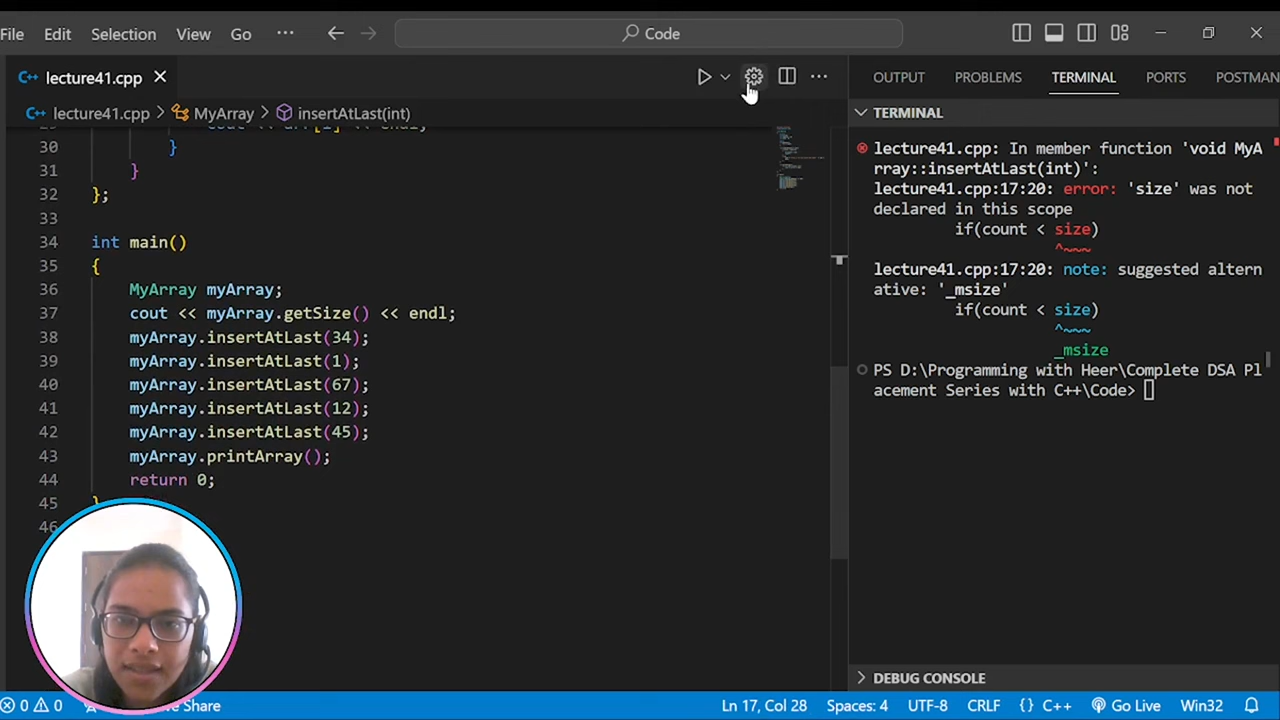 File Edit Selection View Go ··· Code
lecture41.cpp
OUTPUT PROBLEMS TERMINAL PORTS POSTMAN
lecture41.cpp > MyArray > insertAtLast(int)
TERMINAL
30 }
31 }
32 };
33
34 int main()
35 {
36 MyArray myArray;
37 cout << myArray.getSize() << endl;
38 myArray.insertAtLast(34);
39 myArray.insertAtLast(1);
40 myArray.insertAtLast(67);
41 myArray.insertAtLast(12);
42 myArray.insertAtLast(45);
43 myArray.printArray();
44 return 0;
45 }
46
lecture41.cpp: In member function 'void MyA
rray::insertAtLast(int)':
lecture41.cpp:17:20: error: 'size' was not
declared in this scope
if(count < size)
^~~~
lecture41.cpp:17:20: note: suggested altern
ative: '_msize'
if(count < size)
^~~~
_msize
PS D:\Programming with Heer\Complete DSA Pl
acement Series with C++\Code>
DEBUG CONSOLE
0 0 Share Ln 17, Col 28 Spaces: 4 UTF-8 CRLF {} C++ Go Live Win32